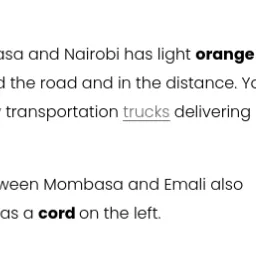 asa and Nairobi has light orange
d the road and in the distance. Yo
transportation trucks delivering
ween Mombasa and Emali also
as a cord on the left.